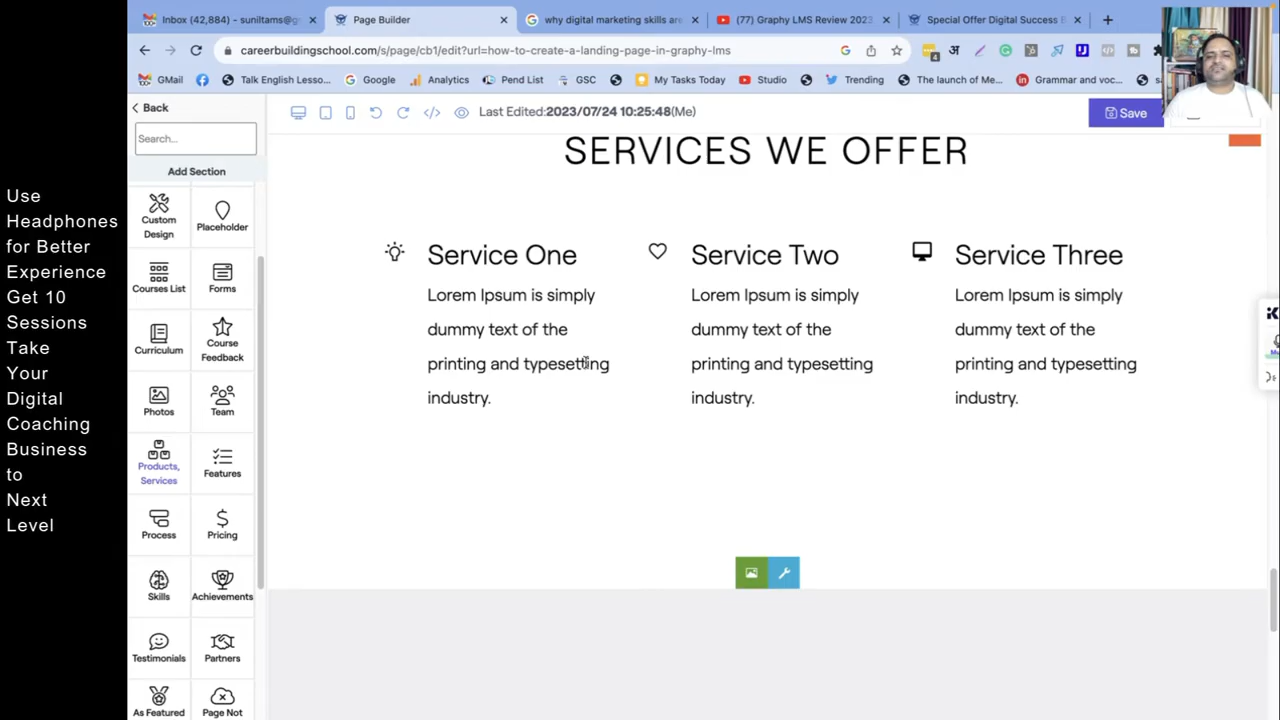 Inbox (42,884) - suniltams@g
Page Builder
why digital marketing skills are
(77) Graphy LMS Review 2023
Special Offer Digital Success B
careerbuildingschool.com/s/page/cb1/edit?url=how-to-create-a-landing-page-in-graphy-lms
GMail
Talk English Lesso...
Google
Analytics
Pend List
GSC
My Tasks Today
Studio
Trending
The launch of Me...
Grammar and voc...
Back
Last Edited:2023/07/24 10:25:48(Me)
Save
Search...
Add Section
Custom
Design
Placeholder
Courses List
Forms
Curriculum
Course
Feedback
Photos
Team
Products,
Services
Features
Process
Pricing
Skills
Achievements
Testimonials
Partners
As Featured
Page Not
Use
Headphones
for Better
Experience
Get 10
Sessions
Take
Your
Digital
Coaching
Business
to
Next
Level
SERVICES WE OFFER
Service One
Lorem Ipsum is simply
dummy text of the
printing and typesetting
industry.
Service Two
Lorem Ipsum is simply
dummy text of the
printing and typesetting
industry.
Service Three
Lorem Ipsum is simply
dummy text of the
printing and typesetting
industry.